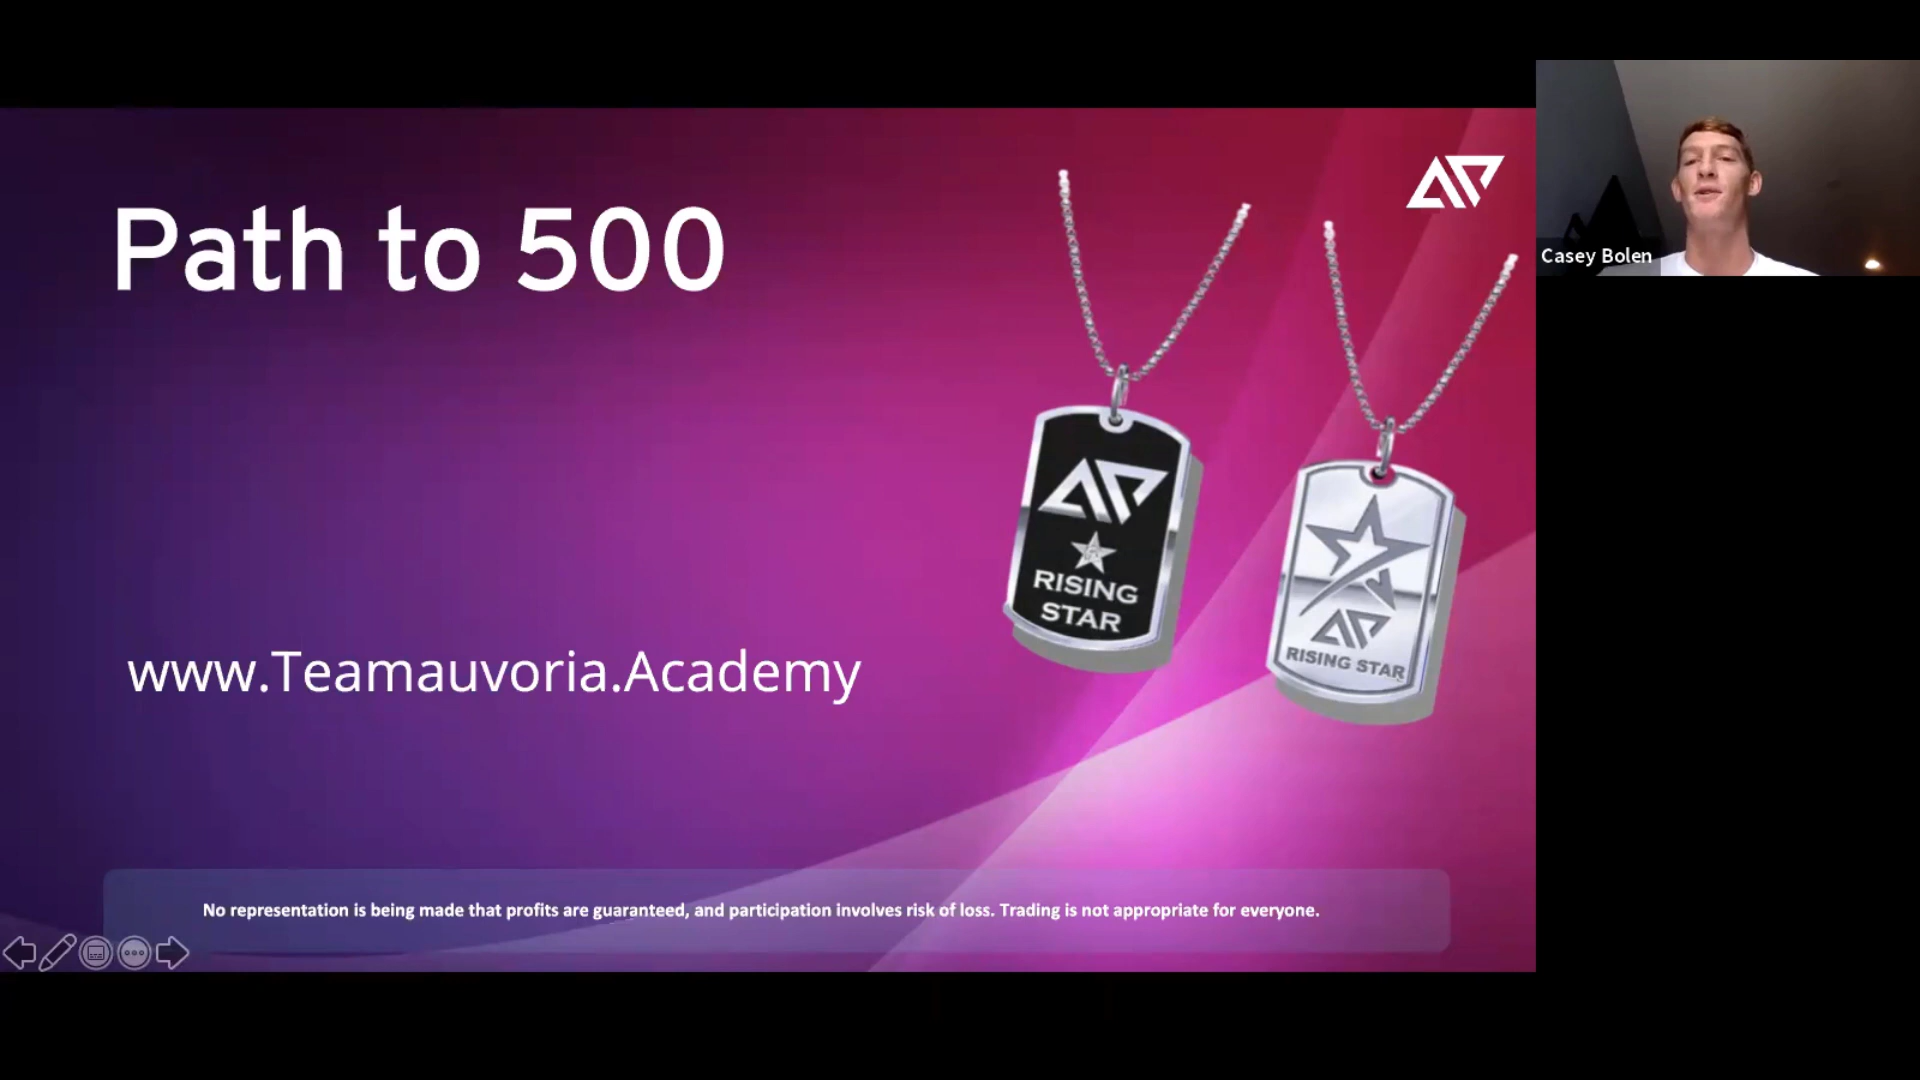 Path to 500
Casey Bolen
RISING
STAR
RISING STAR
www.Teamauvoria.Academy
No representation is being made that profits are guaranteed, and participation involves risk of loss. Trading is not appropriate for everyone.